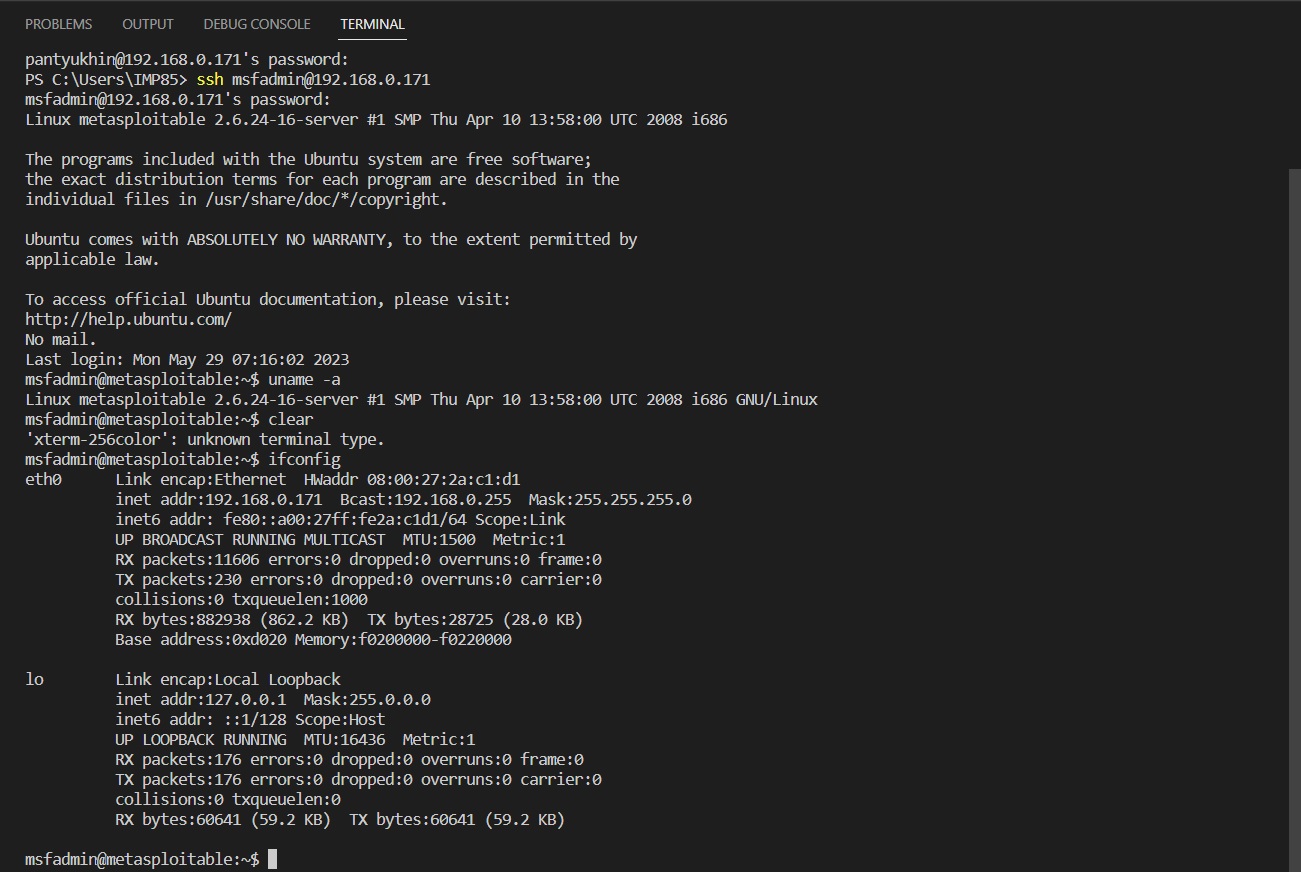 PROBLEMS OUTPUT DEBUG CONSOLE TERMINAL
pantyukhin@192.168.0.171's password:
PS C:\Users\IMP85> ssh msfadmin@192.168.0.171
msfadmin@192.168.0.171's password:
Linux metasploitable 2.6.24-16-server #1 SMP Thu Apr 10 13:58:00 UTC 2008 i686

The programs included with the Ubuntu system are free software;
the exact distribution terms for each program are described in the
individual files in /usr/share/doc/*/copyright.

Ubuntu comes with ABSOLUTELY NO WARRANTY, to the extent permitted by
applicable law.

To access official Ubuntu documentation, please visit:
http://help.ubuntu.com/
No mail.
Last login: Mon May 29 07:16:02 2023
msfadmin@metasploitable:~$ uname -a
Linux metasploitable 2.6.24-16-server #1 SMP Thu Apr 10 13:58:00 UTC 2008 i686 GNU/Linux
msfadmin@metasploitable:~$ clear
'xterm-256color': unknown terminal type.
msfadmin@metasploitable:~$ ifconfig
eth0      Link encap:Ethernet  HWaddr 08:00:27:2a:c1:d1
          inet addr:192.168.0.171  Bcast:192.168.0.255  Mask:255.255.255.0
          inet6 addr: fe80::a00:27ff:fe2a:c1d1/64 Scope:Link
          UP BROADCAST RUNNING MULTICAST  MTU:1500  Metric:1
          RX packets:11606 errors:0 dropped:0 overruns:0 frame:0
          TX packets:230 errors:0 dropped:0 overruns:0 carrier:0
          collisions:0 txqueuelen:1000
          RX bytes:882938 (862.2 KB)  TX bytes:28725 (28.0 KB)
          Base address:0xd020 Memory:f0200000-f0220000

lo        Link encap:Local Loopback
          inet addr:127.0.0.1  Mask:255.0.0.0
          inet6 addr: ::1/128 Scope:Host
          UP LOOPBACK RUNNING  MTU:16436  Metric:1
          RX packets:176 errors:0 dropped:0 overruns:0 frame:0
          TX packets:176 errors:0 dropped:0 overruns:0 carrier:0
          collisions:0 txqueuelen:0
          RX bytes:60641 (59.2 KB)  TX bytes:60641 (59.2 KB)

msfadmin@metasploitable:~$